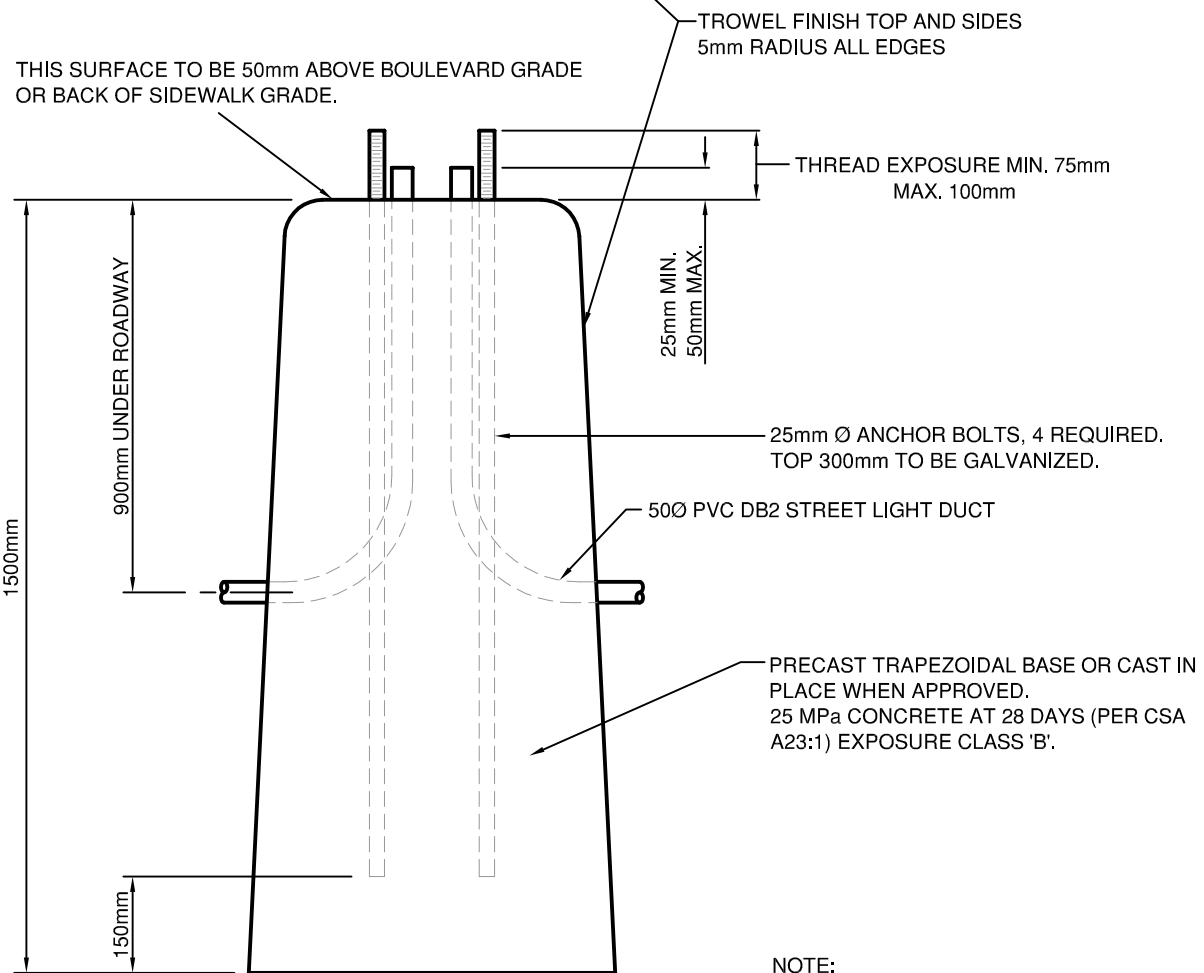 TROWEL FINISH TOP AND SIDES
5mm RADIUS ALL EDGES
THIS SURFACE TO BE 50mm ABOVE BOULEVARD GRADE
OR BACK OF SIDEWALK GRADE.
THREAD EXPOSURE MIN. 75mm
MAX. 100mm
25mm MIN.
50mm MAX.
900mm UNDER ROADWAY
1500mm
25mm Ø ANCHOR BOLTS, 4 REQUIRED.
TOP 300mm TO BE GALVANIZED.
50Ø PVC DB2 STREET LIGHT DUCT
PRECAST TRAPEZOIDAL BASE OR CAST IN
PLACE WHEN APPROVED.
25 MPa CONCRETE AT 28 DAYS (PER CSA
A23:1) EXPOSURE CLASS 'B'.
150mm
NOTE: